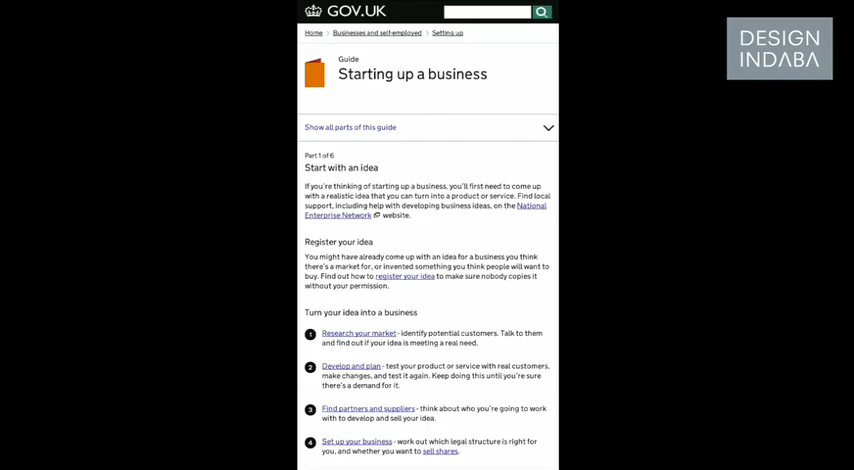 GOV.UK
DESIGN
INDABA
Home > Businesses and self-employed > Setting up
Guide
Starting up a business
Show all parts of this guide
Part 1 of 6
Start with an idea
If you're thinking of starting up a business, you'll first need to come up
with a realistic idea that you can turn into a product or service. Find local
support, including help with developing business ideas, on the National
Enterprise Network website.
Register your idea
You might have already come up with an idea for a business you think
there's a market for, or invented something you think people will want to
buy. Find out how to register your idea to make sure nobody copies it
without your permission.
Turn your idea into a business
1 Research your market - identify potential customers. Talk to them
and find out if your idea is meeting a real need.
2 Develop and plan - test your product or service with real customers,
make changes, and test it again. Keep doing this until you're sure
there's a demand for it.
3 Find partners and suppliers - think about who you're going to work
with to develop and sell your idea.
4 Set up your business - work out which legal structure is right for
you, and whether you want to sell shares.